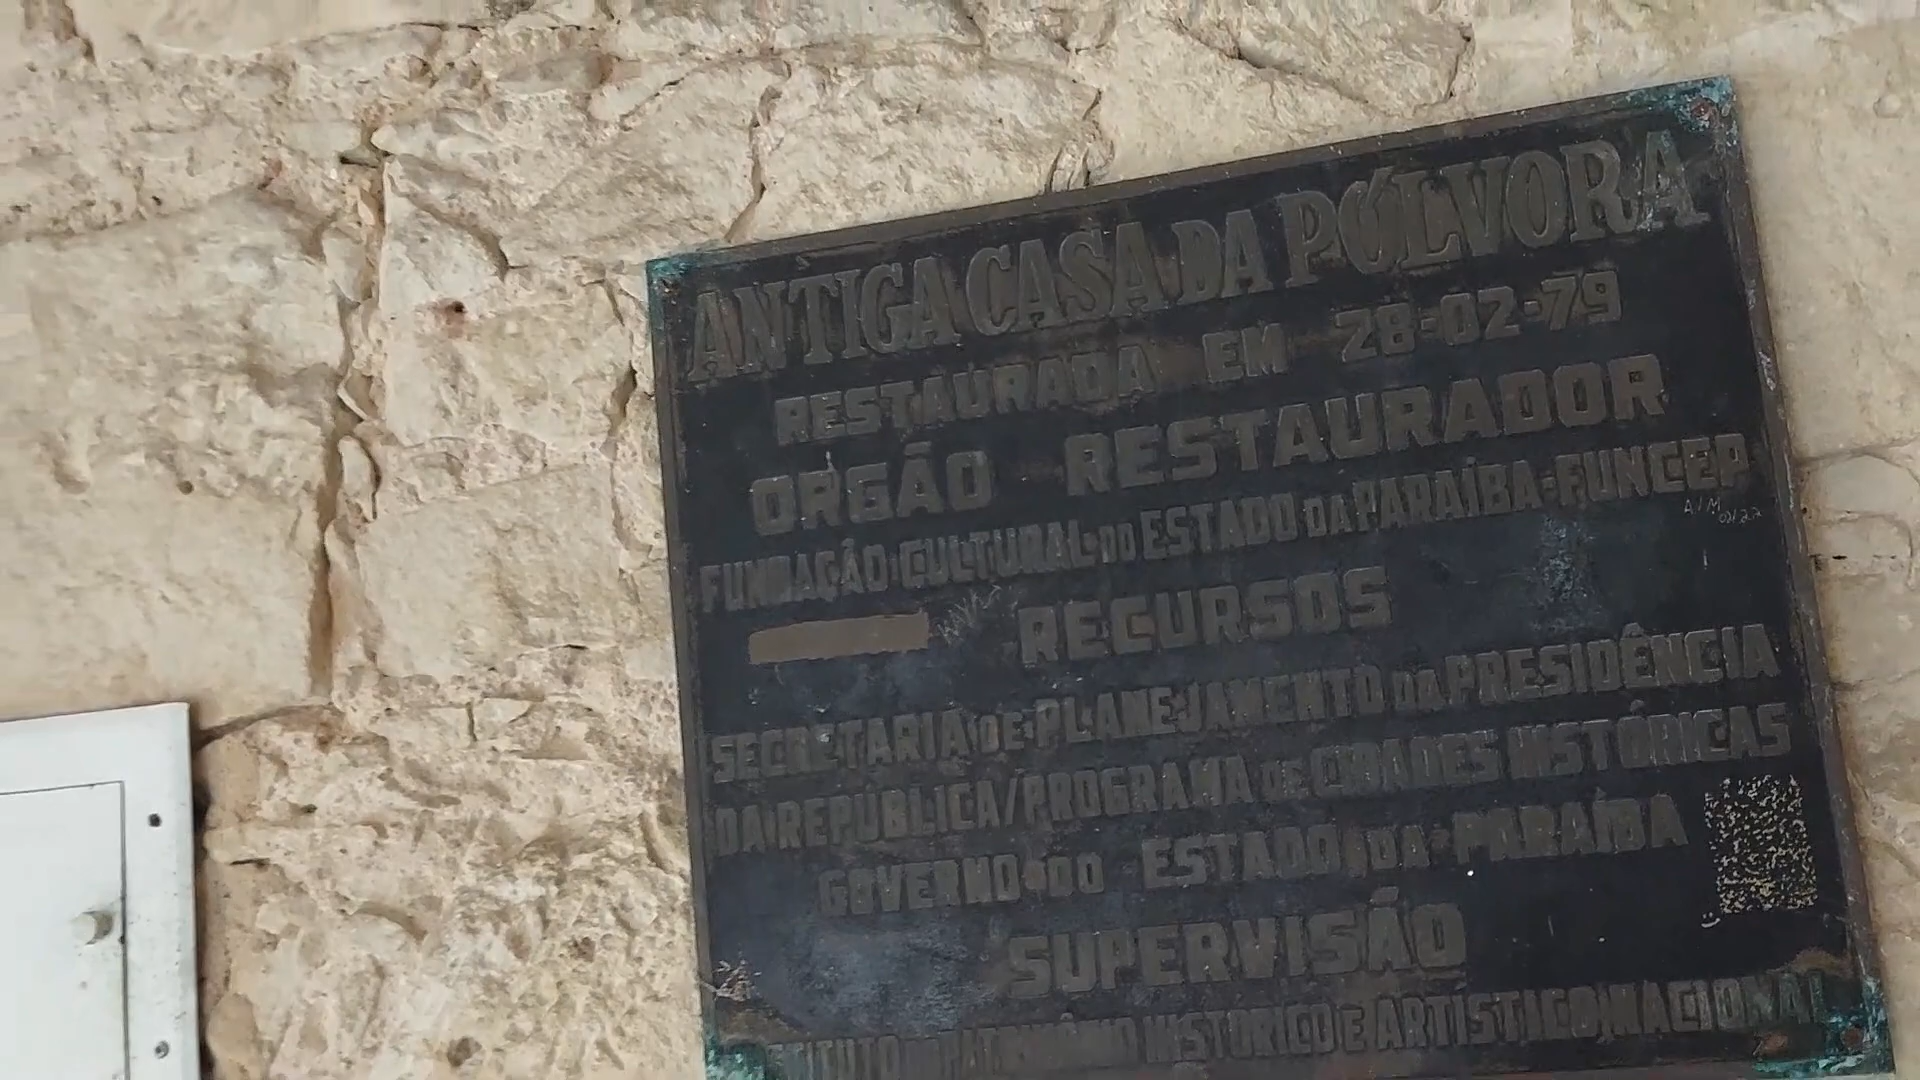 ANTIGA CASA DA PÓLVORA
RESTAURADA EM 28-02-79
ORGÃO RESTAURADOR
FUNDAÇÃO CULTURAL DO ESTADO DA PARAÍBA-FUNCEP
RECURSOS
SECRETARIA DE PLANEJAMENTO DA PRESIDÊNCIA
DA REPÚBLICA/PROGRAMA DE CIDADES HISTÓRICAS
GOVERNO DO ESTADO DA PARAÍBA
SUPERVISÃO
PATRIMÔNIO HISTÓRICO E ARTÍSTICO NACIONAL